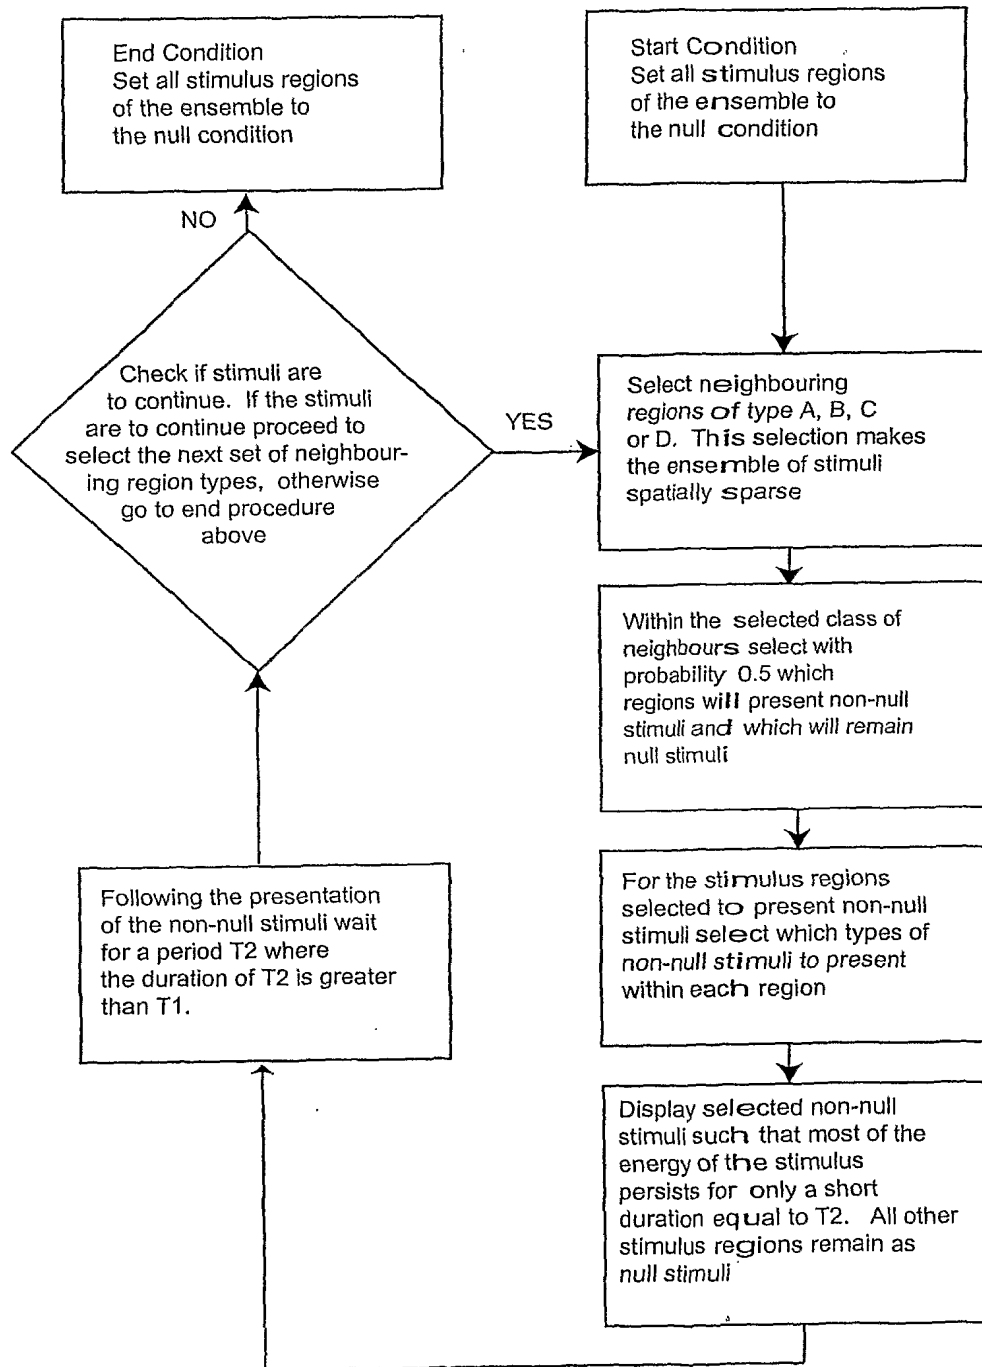 End Condition
Set all stimulus regions
of the ensemble to
the null condition
Start Condition
Set all stimulus regions
of the ensemble to
the null condition
NO
Check if stimuli are
to continue. If the stimuli
are to continue proceed to
select the next set of neighbour-
ing region types, otherwise
go to end procedure
above
YES
Select neighbouring
regions of type A, B, C
or D. This selection makes
the ensemble of stimuli
spatially sparse
Within the selected class of
neighbours select with
probability 0.5 which
regions will present non-null
stimuli and which will remain
null stimuli
For the stimulus regions
selected to present non-null
stimuli select which types of
non-null stimuli to present
within each region
Following the presentation
of the non-null stimuli wait
for a period T2 where
the duration of T2 is greater
than T1.
Display selected non-null
stimuli such that most of the
energy of the stimulus
persists for only a short
duration equal to T2. All other
stimulus regions remain as
null stimuli